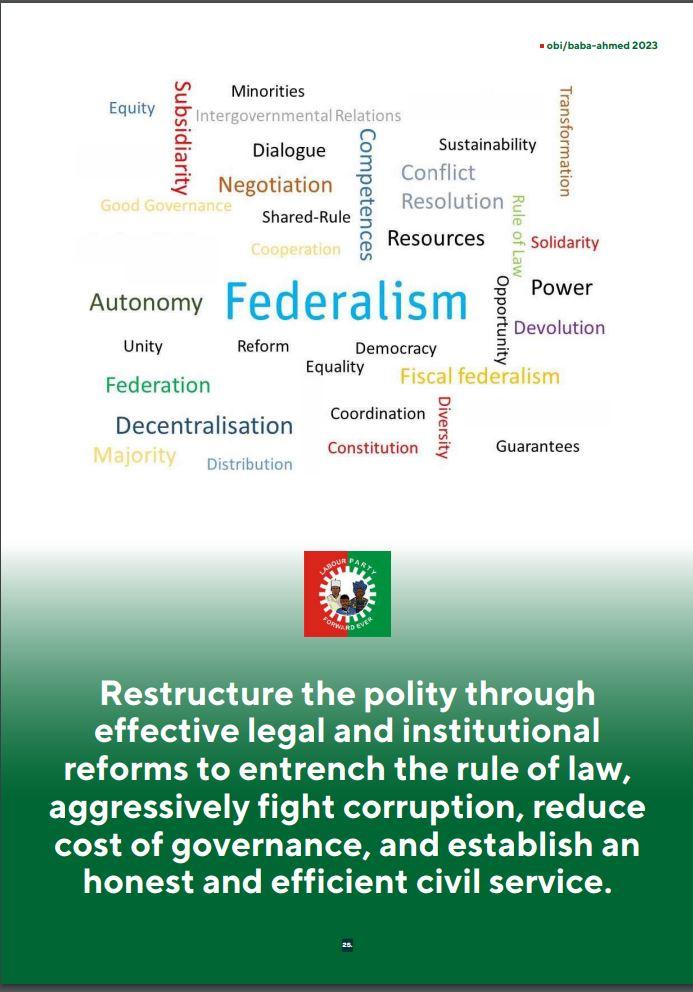 obi/baba-ahmed 2023
Minorities
Equity
Subsidiarity
Intergovernmental Relations
Transformation
Dialogue
Competences
Sustainability
Negotiation
Conflict
Resolution
Good Governance
Shared-Rule
Rule of Law
Cooperation
Resources
Solidarity
Autonomy
Federalism
Opportunity
Power
Devolution
Unity
Reform
Democracy
Equality
Federation
Fiscal federalism
Decentralisation
Coordination
Diversity
Majority
Distribution
Constitution
Guarantees
LABOUR PARTY
FORWARD EVER
Restructure the polity through
effective legal and institutional
reforms to entrench the rule of law,
aggressively fight corruption, reduce
cost of governance, and establish an
honest and efficient civil service.
25.